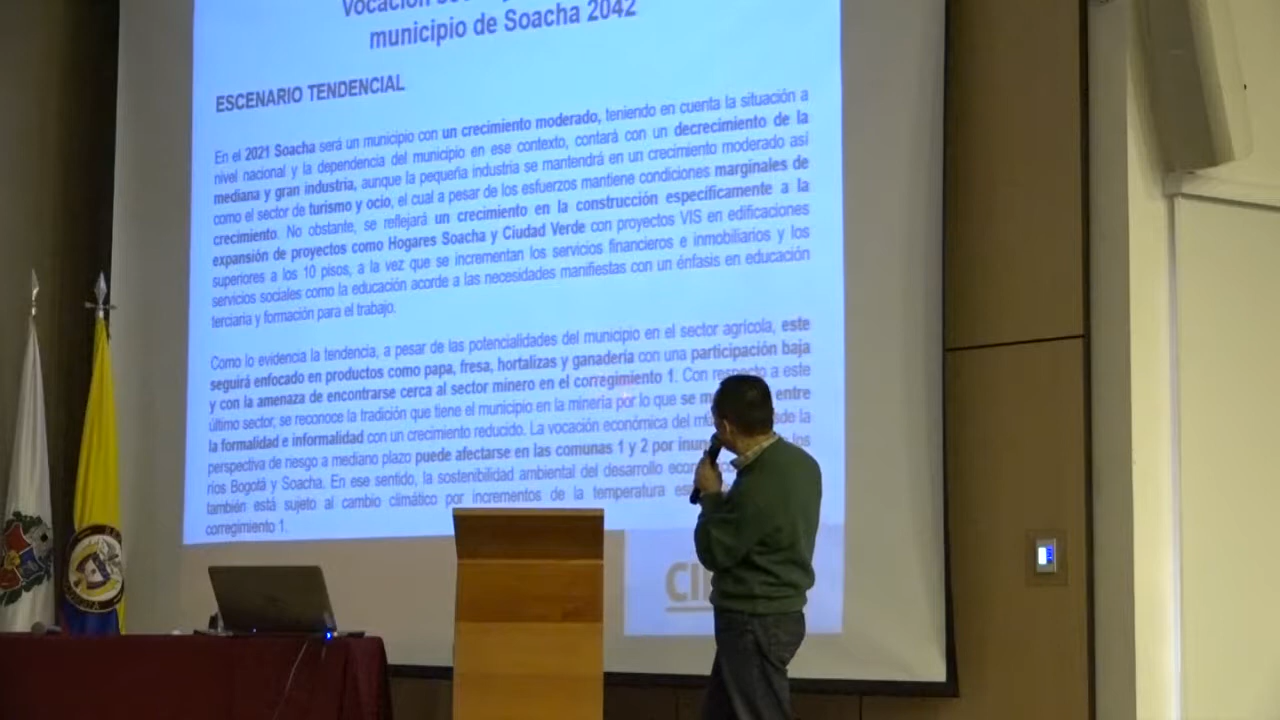 Vocación
municipio de Soacha 2042
ESCENARIO TENDENCIAL
En el 2021 Soacha será un municipio con un crecimiento moderado, teniendo en cuenta la situación a
nivel nacional y la dependencia del municipio en ese contexto, contará con un decrecimiento de la
mediana y gran industria, aunque la pequeña industria se mantendrá en un crecimiento moderado así
como el sector de turismo y ocio, el cual a pesar de los esfuerzos mantiene condiciones marginales de
crecimiento. No obstante, se reflejará un crecimiento en la construcción específicamente a la
expansión de proyectos como Hogares Soacha y Ciudad Verde con proyectos VIS en edificaciones
superiores a los 10 pisos, a la vez que se incrementan los servicios financieros e inmobiliarios y los
servicios sociales como la educación acorde a las necesidades manifiestas con un énfasis en educación
terciaria y formación para el trabajo.
Como lo evidencia la tendencia, a pesar de las potencialidades del municipio en el sector agrícola, este
seguirá enfocado en productos como papa, fresa, hortalizas y ganadería con una participación baja
y con la amenaza de encontrarse cerca al sector minero en el corregimiento 1. Con respecto a este
último sector, se reconoce la tradición que tiene el municipio en la minería por lo que se entre
la formalidad e informalidad con un crecimiento reducido. La vocación económica del la
perspectiva de riesgo a mediano plazo puede afectarse en las comunas 1 y 2 por los
ríos Bogotá y Soacha. En ese sentido, la sostenibilidad ambiental del desarrollo
también está sujeto al cambio climático por incrementos de la temperatura
corregimiento 1.